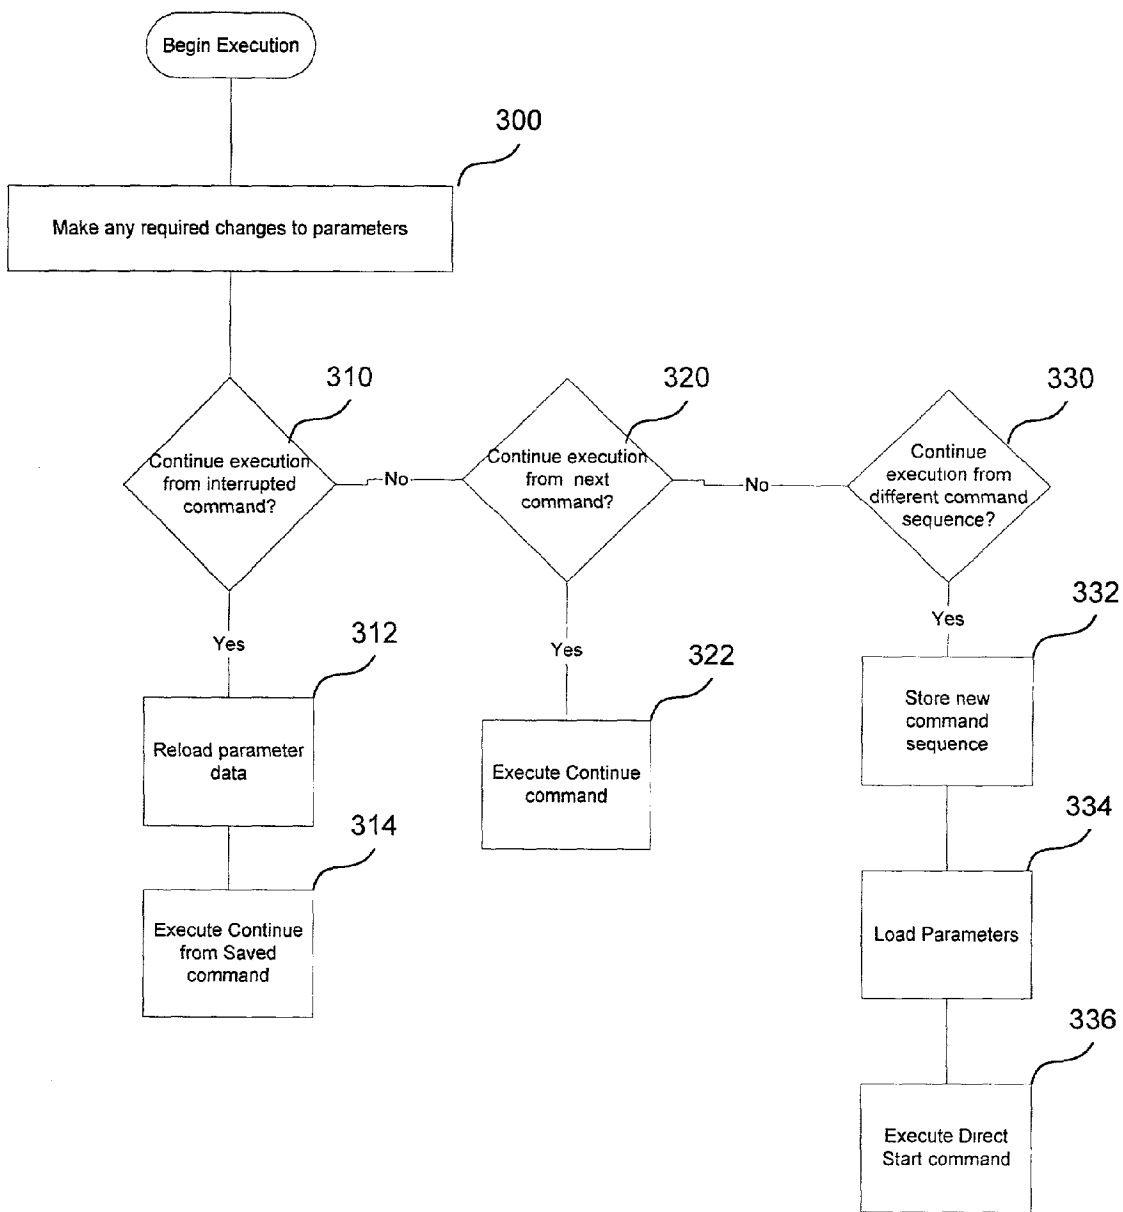 Begin Execution
300
Make any required changes to parameters
310
Continue execution
from interrupted
command?
No
320
Continue execution
from next
command?
No
330
Continue
execution from
different command
sequence?
Yes
312
Reload parameter
data
314
Execute Continue
from Saved
command
Yes
322
Execute Continue
command
Yes
332
Store new
command
sequence
334
Load Parameters
336
Execute Direct
Start command